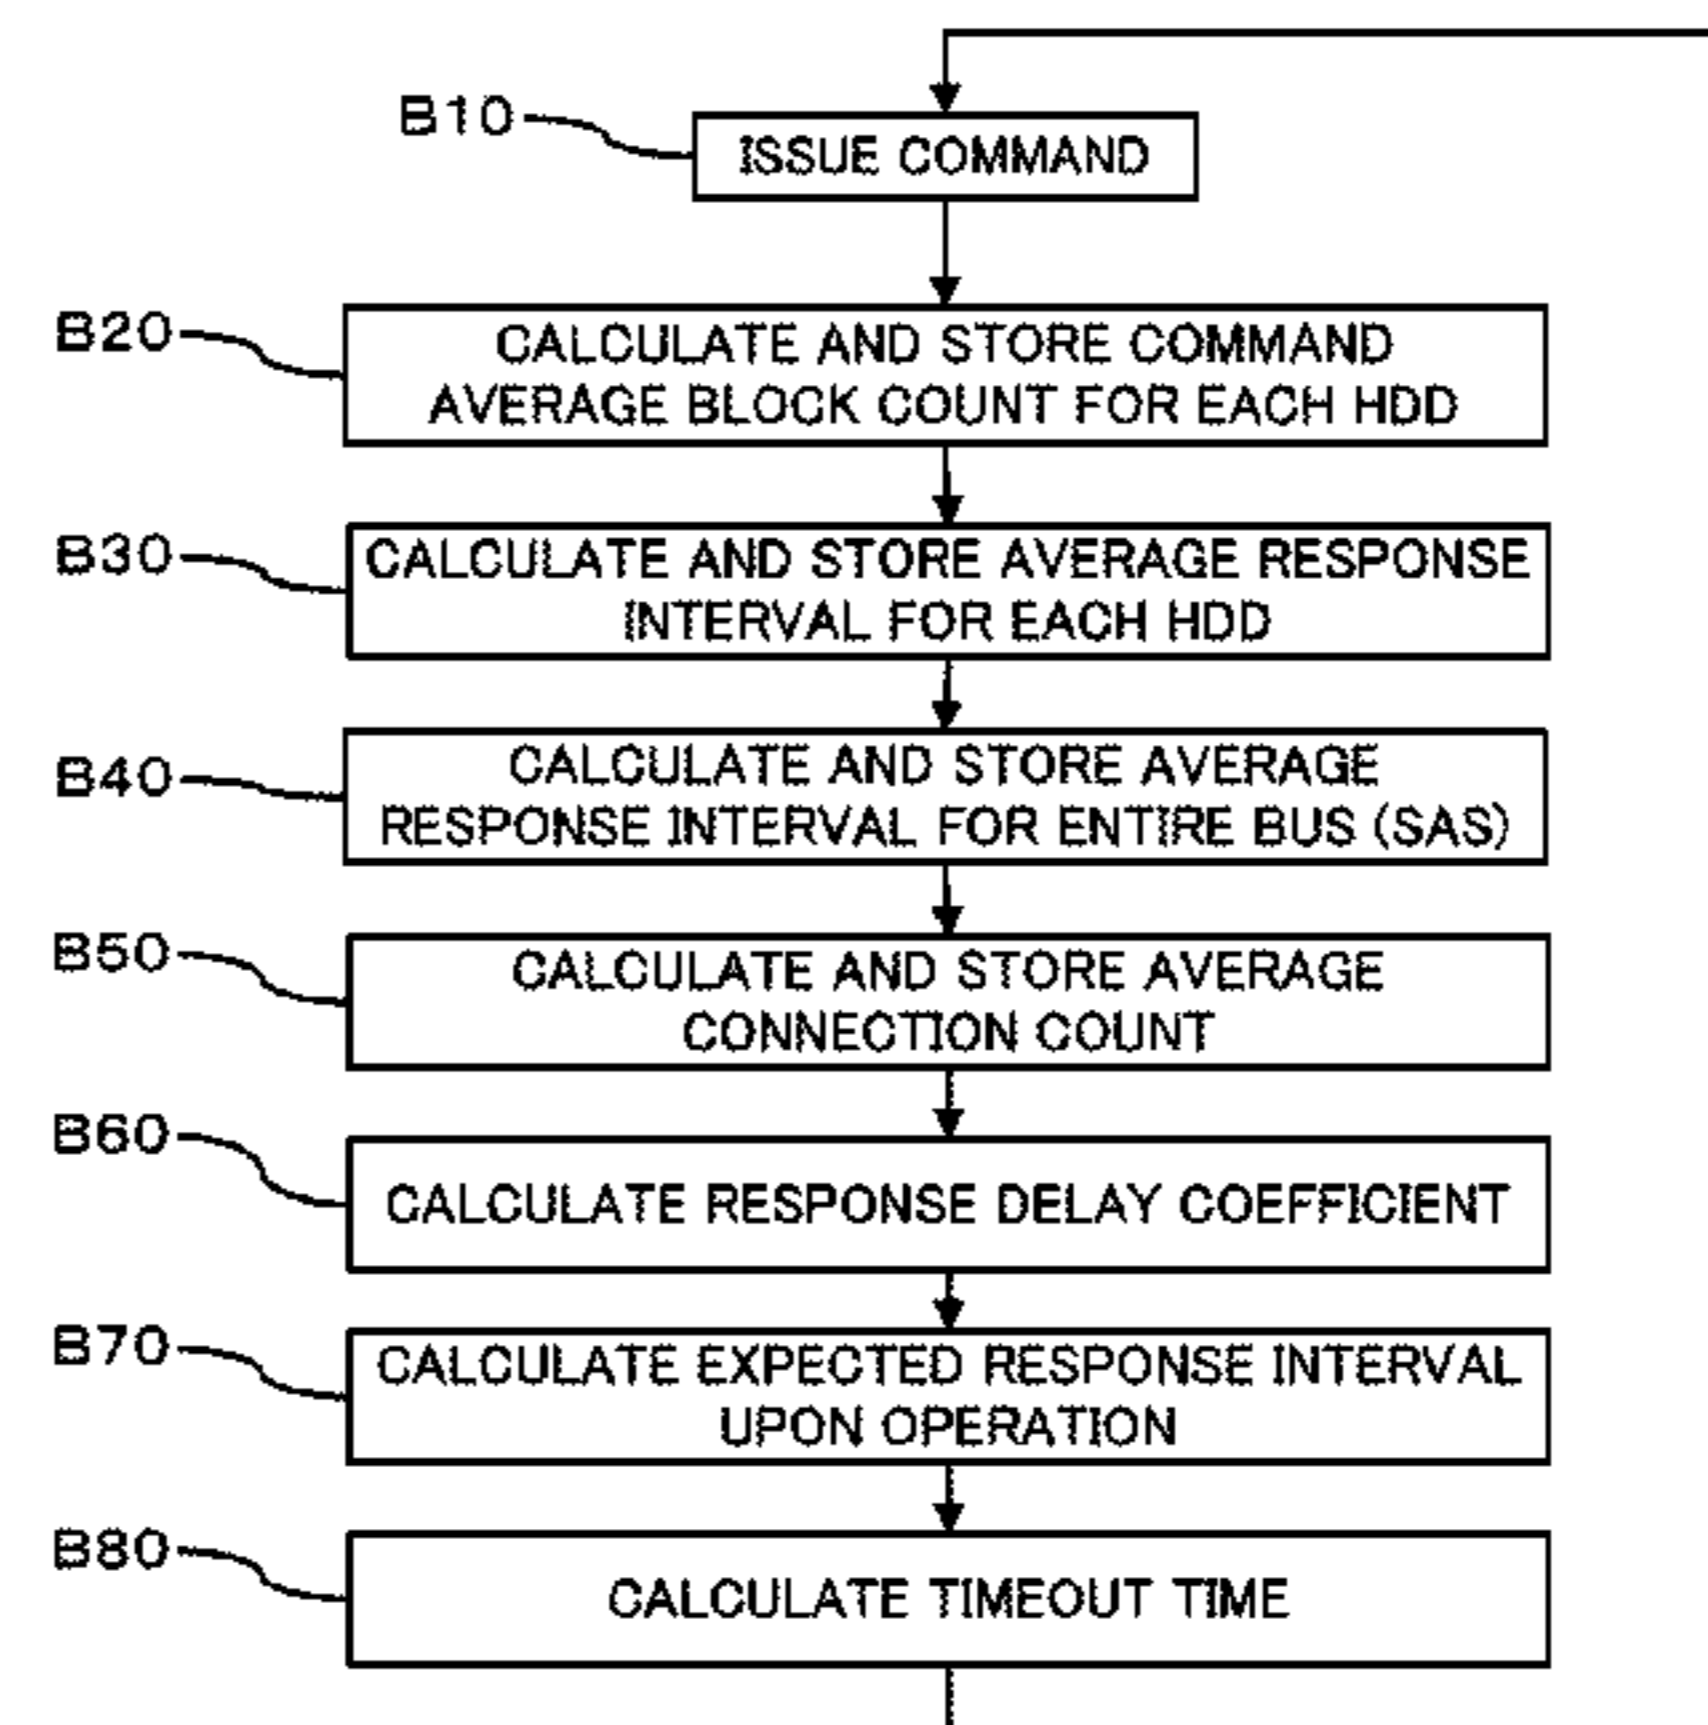 B10
ISSUE COMMAND
B20
CALCULATE AND STORE COMMAND
AVERAGE BLOCK COUNT FOR EACH HDD
B30
CALCULATE AND STORE AVERAGE RESPONSE
INTERVAL FOR EACH HDD
B40
CALCULATE AND STORE AVERAGE
RESPONSE INTERVAL FOR ENTIRE BUS (SAS)
B50
CALCULATE AND STORE AVERAGE
CONNECTION COUNT
B60
CALCULATE RESPONSE DELAY COEFFICIENT
B70
CALCULATE EXPECTED RESPONSE INTERVAL
UPON OPERATION
B80
CALCULATE TIMEOUT TIME